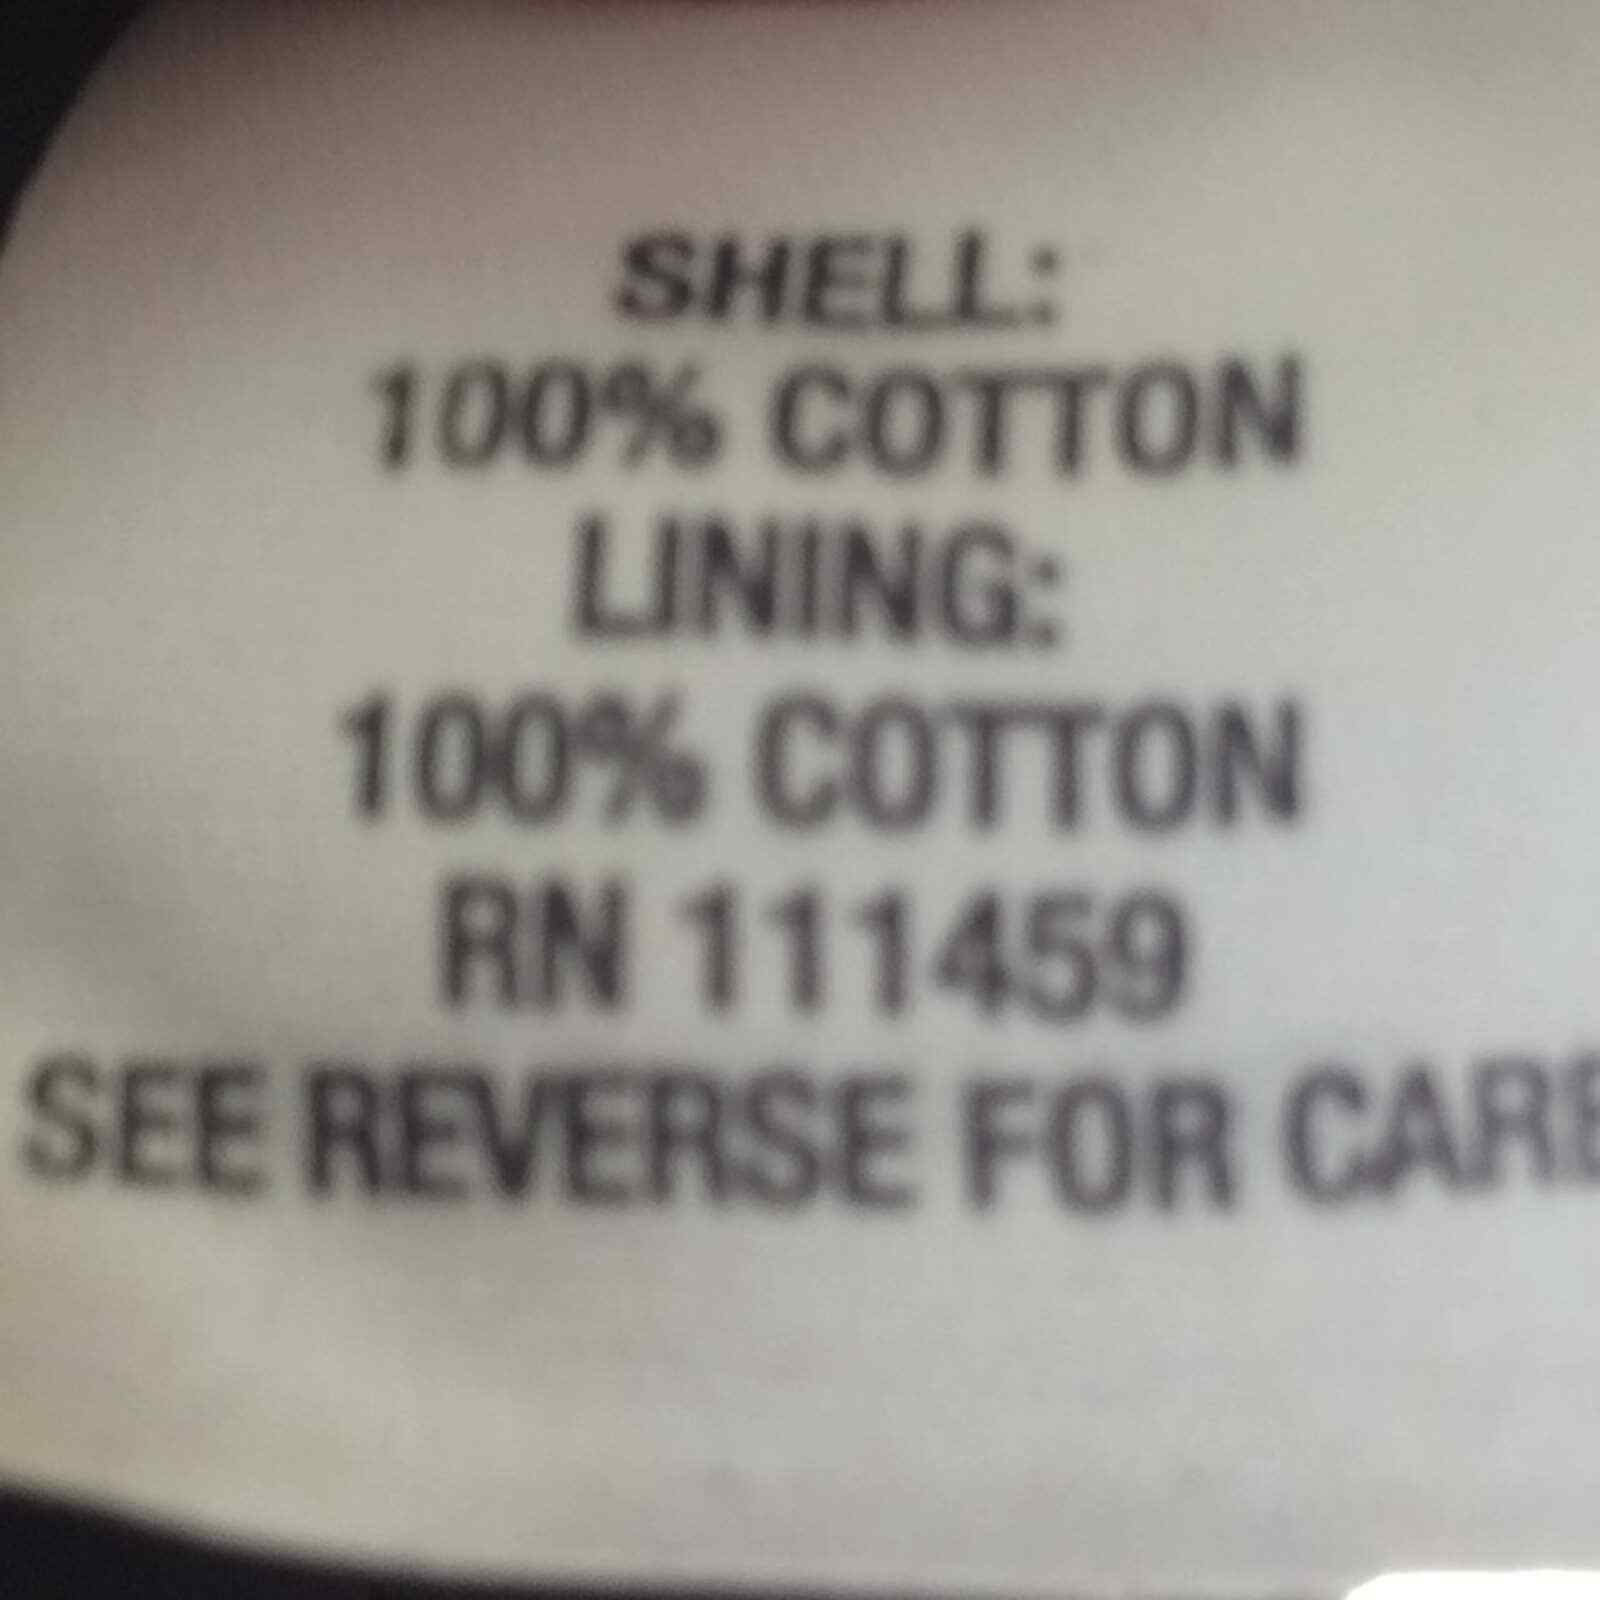 SHELL:
100% COTTON
LINING:
100% COTTON
RN 111459
SEE REVERSE FOR CARE